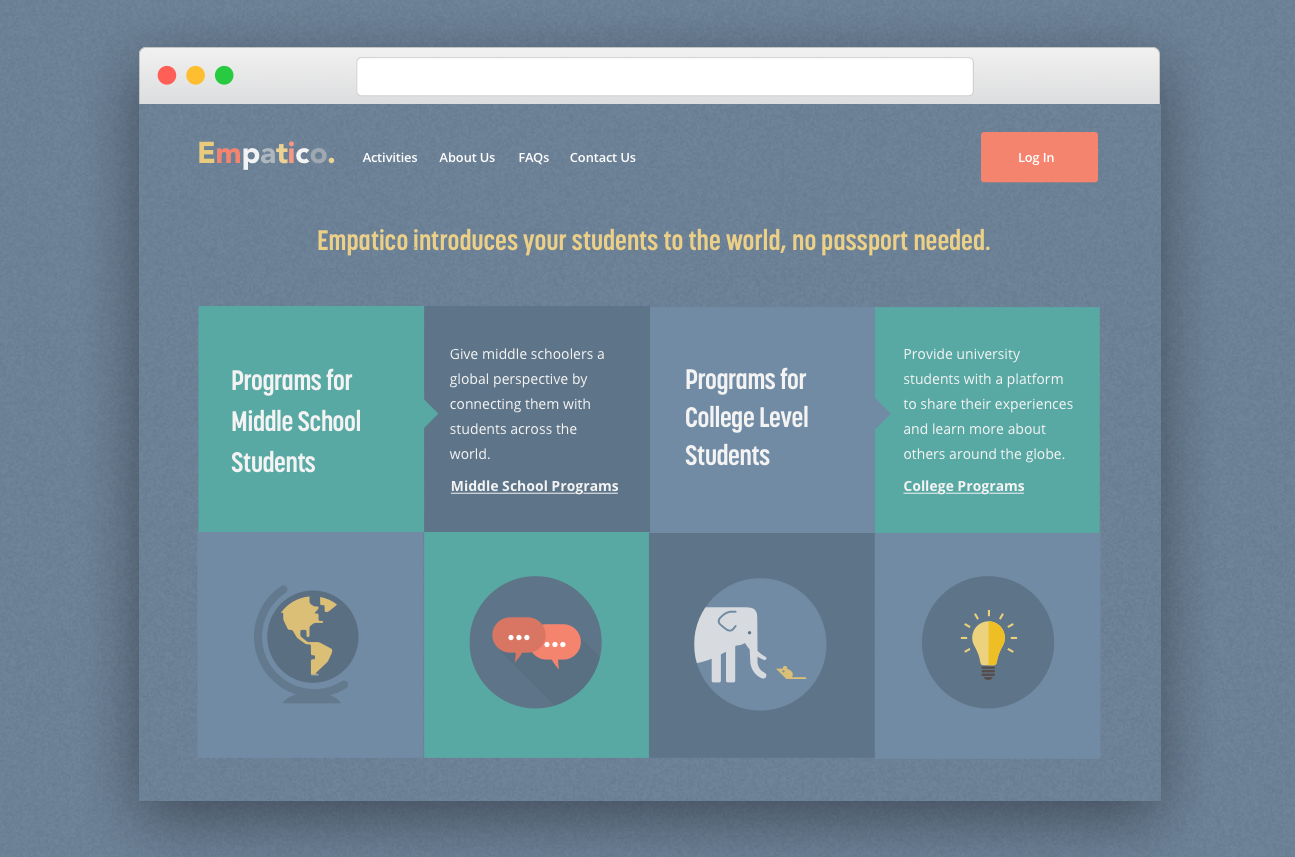 Empatico.
Activities About Us FAQs Contact Us
Log In
Empatico introduces your students to the world, no passport needed.
Programs for
Middle School
Students
Give middle schoolers a
global perspective by
connecting them with
students across the
world.
Middle School Programs
Programs for
College Level
Students
Provide university
students with a platform
to share their experiences
and learn more about
others around the globe.
College Programs